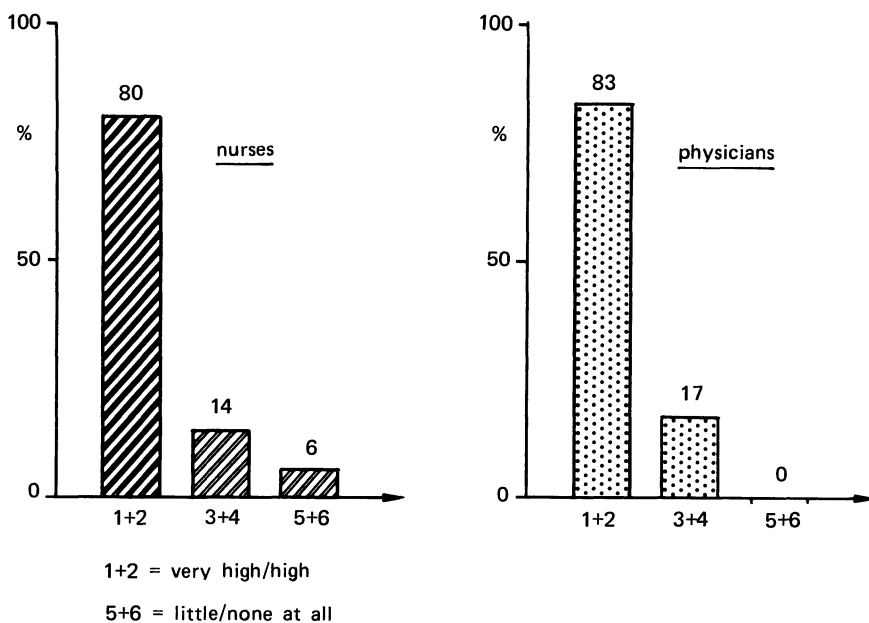 100
%
50
0
80
14
6
nurses
1+2 3+4 5+6
100
%
50
0
83
17
0
physicians
1+2 3+4 5+6
1+2 = very high/high
5+6 = little/none at all